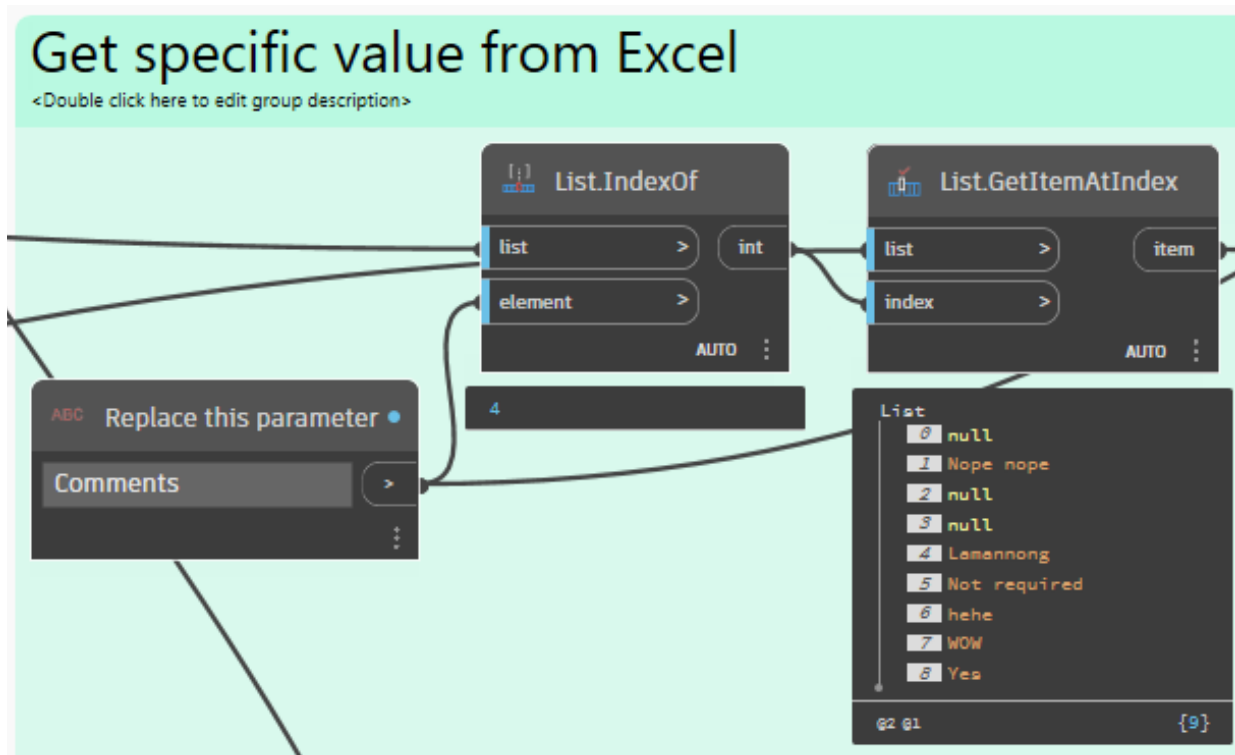 Get specific value from Excel
<Double click here to edit group description>
List.IndexOf
list > int
element >
AUTO
4
List.GetItemAtIndex
list > item
index >
AUTO
ABC Replace this parameter
Comments >
List
0 null
1 Nope nope
2 null
3 null
4 Lamannong
5 Not required
6 hehe
7 WOW
8 Yes
@2 @1 {9}